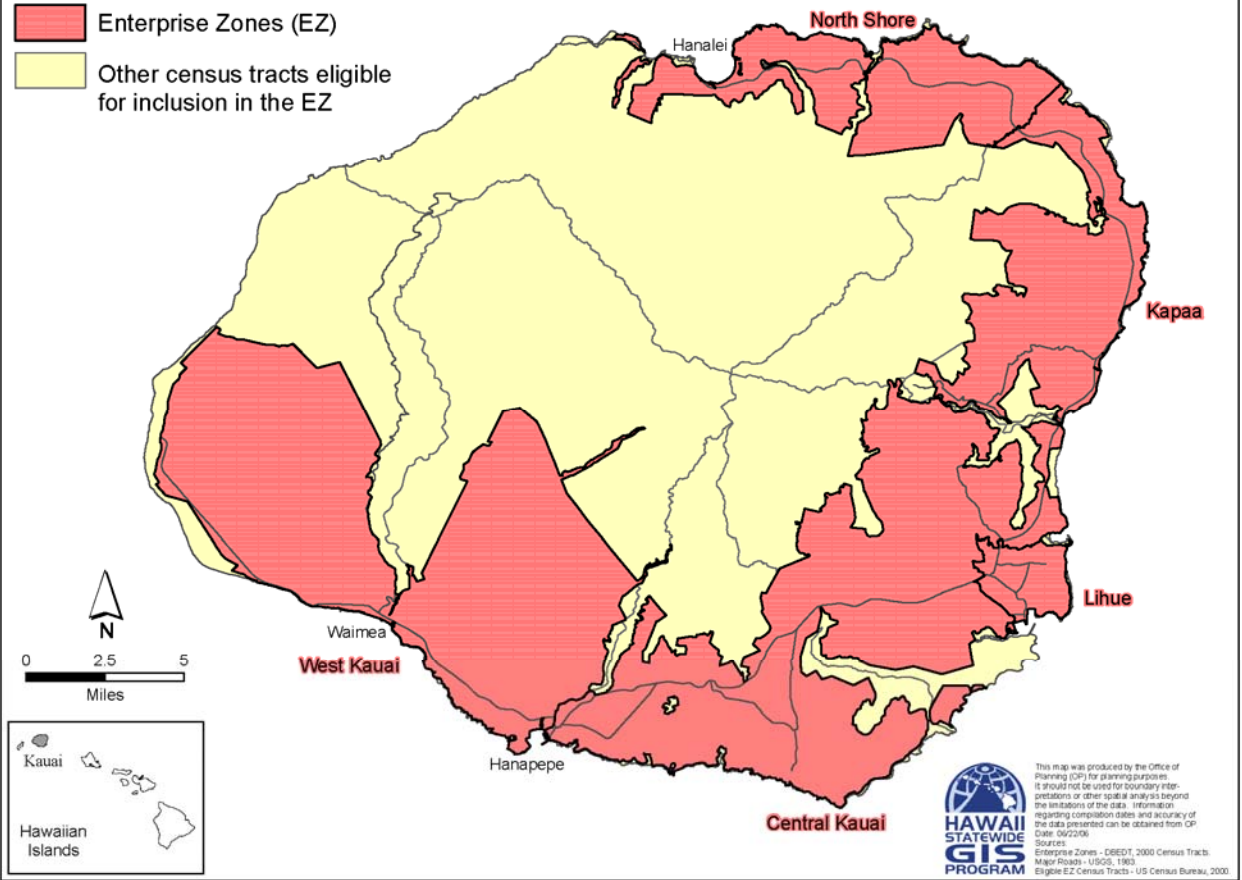 Enterprise Zones (EZ)
Other census tracts eligible
for inclusion in the EZ
North Shore
Hanalei
Kapaa
Lihue
N
0 2.5 5
Miles
Waimea
West Kauai
Hanapepe
Central Kauai
Kauai
Hawaiian
Islands
HAWAII
STATEWIDE
GIS
PROGRAM
This map was produced by the Office of
Planning (OP) for planning purposes.
It should not be used for boundary inter-
pretations or other spatial analysis beyond
the limitations of the data. Information
regarding compilation dates and accuracy of
the data presented can be obtained from OP.
Date: 06/22/06
Sources:
Enterprise Zones - DBEDT, 2000 Census Tracts.
Major Roads - USGS, 1983.
Eligible EZ Census Tracts - US Census Bureau, 2000.